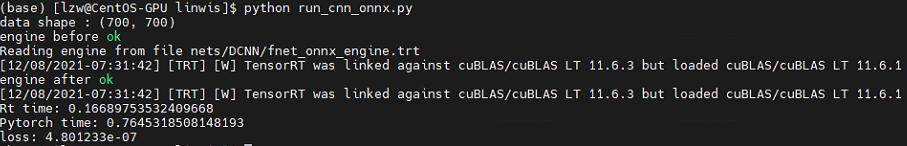 (base) [lzw@CentOS-GPU linwis]$ python run_cnn_onnx.py
data shape : (700, 700)
engine before ok
Reading engine from file nets/DCNN/fnet_onnx_engine.trt
[12/08/2021-07:31:42] [TRT] [W] TensorRT was linked against cuBLAS/cuBLAS LT 11.6.3 but loaded cuBLAS/cuBLAS LT 11.6.1
engine after ok
[12/08/2021-07:31:42] [TRT] [W] TensorRT was linked against cuBLAS/cuBLAS LT 11.6.3 but loaded cuBLAS/cuBLAS LT 11.6.1
Rt time: 0.16689753532409668
Pytorch time: 0.7645318508148193
loss: 4.801233e-07